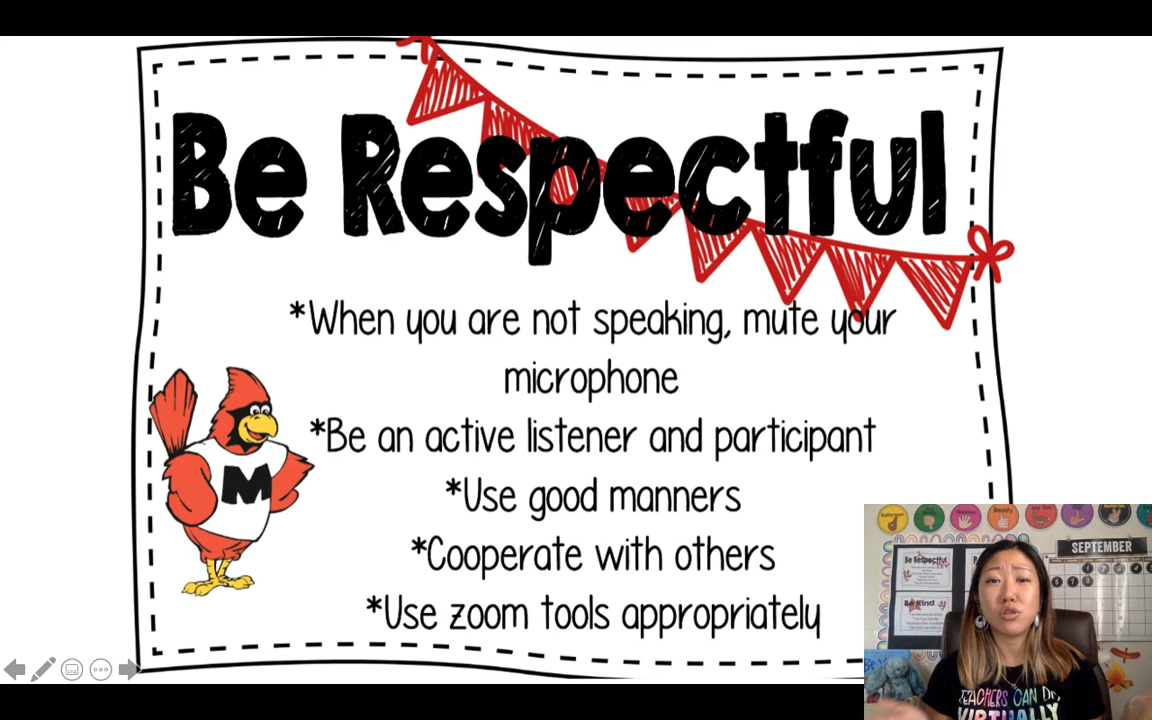 Be Respectful
*When you are not speaking, mute your
microphone
*Be an active listener and participant
*Use good manners
*Cooperate with others
*Use zoom tools appropriately
M
SEPTEMBER
Be Respectful
Be Kind
TEACHERS CAN DO
VIRTUALLY